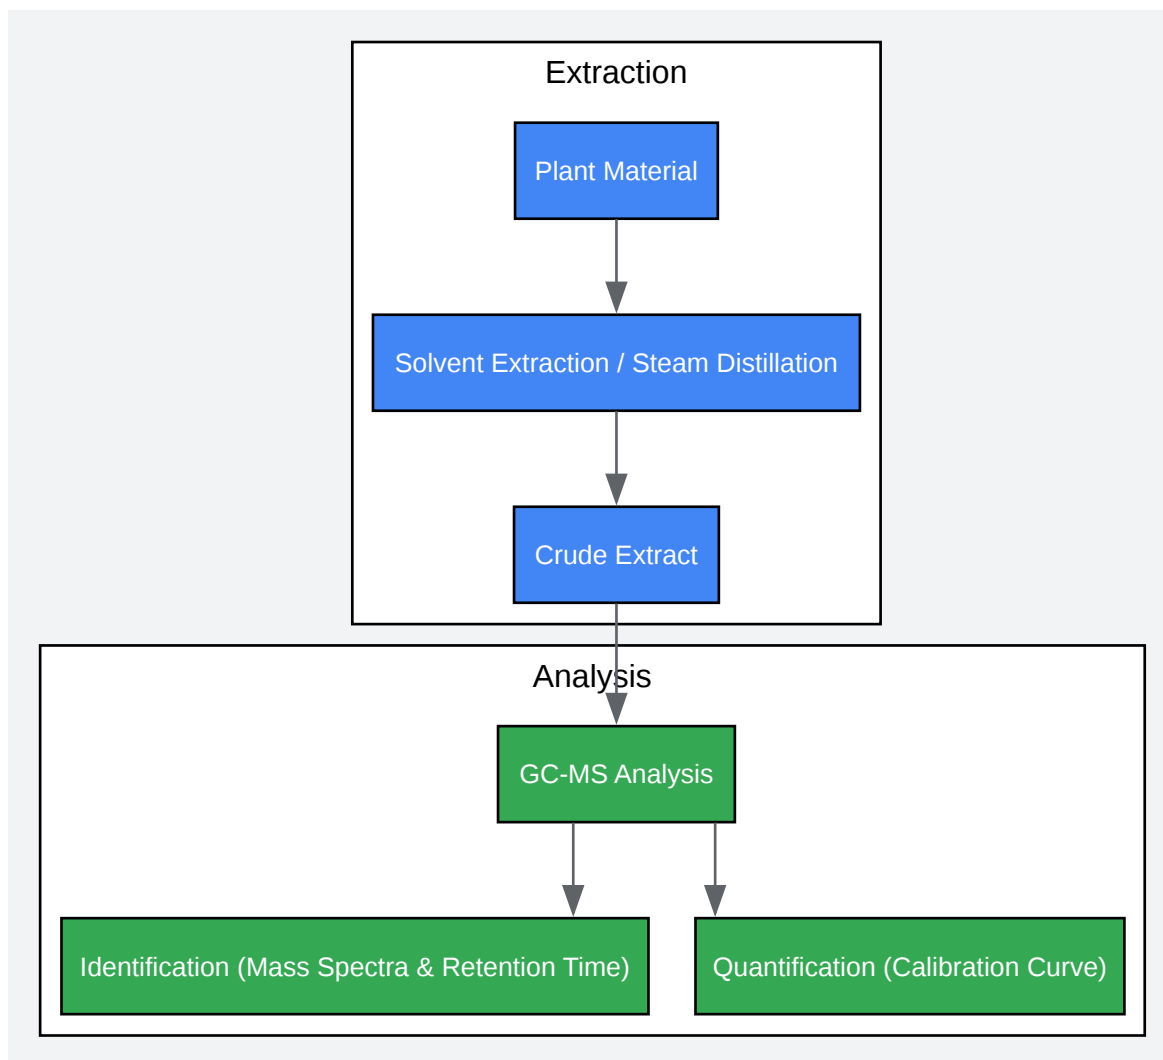 Extraction
Plant Material
Solvent Extraction / Steam Distillation
Crude Extract
Analysis
GC-MS Analysis
Identification (Mass Spectra & Retention Time)
Quantification (Calibration Curve)